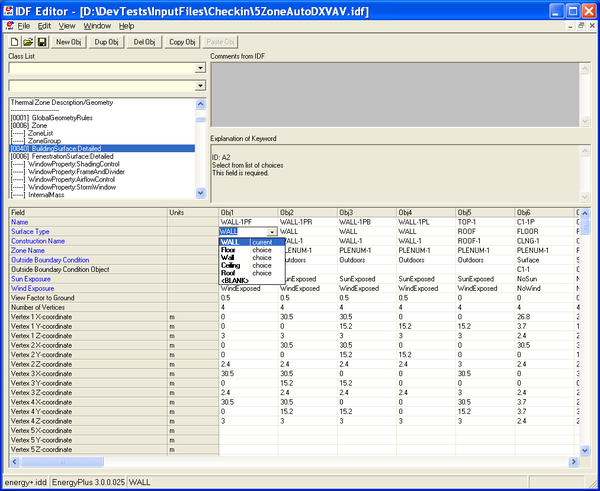 IDF Editor - [D:\DevTests\InputFiles\Checkin\5ZoneAutoDXVAV.idf]
File Edit View Window Help
New Obj Dup Obj Del Obj Copy Obj Paste Obj
Class List
Comments from IDF
Thermal Zone Description/Geometry
------------------------
[0001] GlobalGeometryRules
[0006] Zone
[-----] ZoneList
[-----] ZoneGroup
[0040] BuildingSurface:Detailed
[0006] FenestrationSurface:Detailed
[-----] WindowProperty:ShadingControl
[-----] WindowProperty:FrameAndDivider
[-----] WindowProperty:AirflowControl
[-----] WindowProperty:StormWindow
[-----] InternalMass
Explanation of Keyword
ID: A2
Select from list of choices
This field is required.
Field Units Obj1 Obj2 Obj3 Obj4 Obj5 Obj6
Name WALL-1PF WALL-1PR WALL-1PB WALL-1PL TOP-1 C1-1P
Surface Type WALL WALL WALL WALL ROOF FLOOR
Construction Name WALL-1 WALL-1 WALL-1 ROOF-1 CLNG-1
Zone Name PLENUM-1 PLENUM-1 PLENUM-1 PLENUM-1 PLENUM-1
Outside Boundary Condition Outdoors Outdoors Outdoors Outdoors Surface
Outside Boundary Condition Object C1-1
Sun Exposure SunExposed SunExposed SunExposed SunExposed NoSun
Wind Exposure WindExposed WindExposed WindExposed WindExposed WindExposed NoWind
WALL current
Floor choice
Wall choice
Ceiling choice
Roof choice
<BLANK>
View Factor to Ground 0.5 0.5 0.5 0.5 0 0
Number of Vertices 4 4 4 4 4 4
Vertex 1 X-coordinate m 0 30.5 30.5 0 0 26.8
Vertex 1 Y-coordinate m 0 0 15.2 15.2 15.2 3.7
Vertex 1 Z-coordinate m 3 3 3 3 3 2.4
Vertex 2 X-coordinate m 0 30.5 30.5 0 0 30.5
Vertex 2 Y-coordinate m 0 0 15.2 15.2 0 0
Vertex 2 Z-coordinate m 2.4 2.4 2.4 2.4 3 2.4
Vertex 3 X-coordinate m 30.5 30.5 0 0 30.5 0
Vertex 3 Y-coordinate m 0 15.2 15.2 0 0 0
Vertex 3 Z-coordinate m 2.4 2.4 2.4 2.4 3 2.4
Vertex 4 X-coordinate m 30.5 30.5 0 0 30.5 3.7
Vertex 4 Y-coordinate m 0 15.2 15.2 0 15.2 3.7
Vertex 4 Z-coordinate m 3 3 3 3 3 2.4
Vertex 5 X-coordinate m
Vertex 5 Y-coordinate m
Vertex 5 Z-coordinate m
energy+.idd EnergyPlus 3.0.0.025 WALL